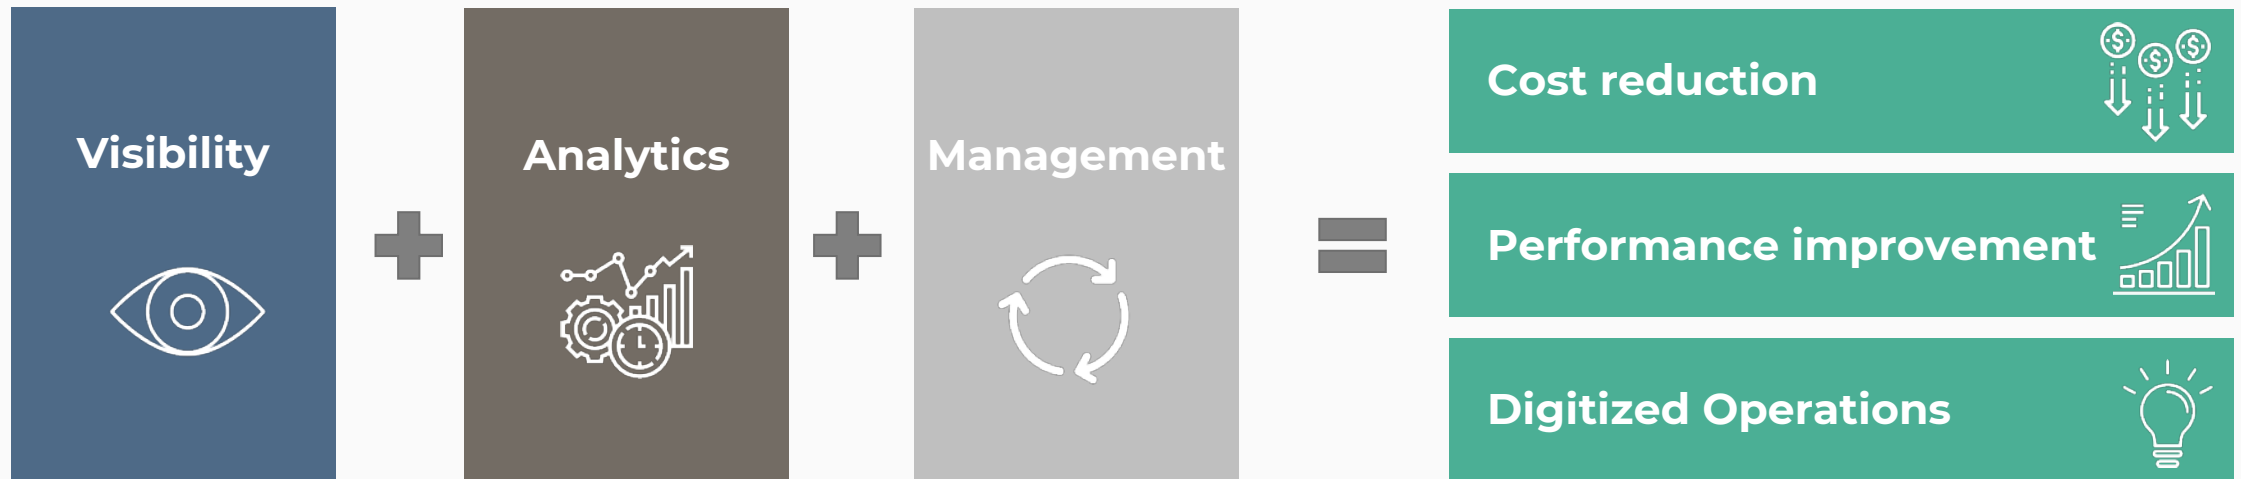 Visibility
Analytics
Management
Cost reduction
Performance improvement
Digitized Operations